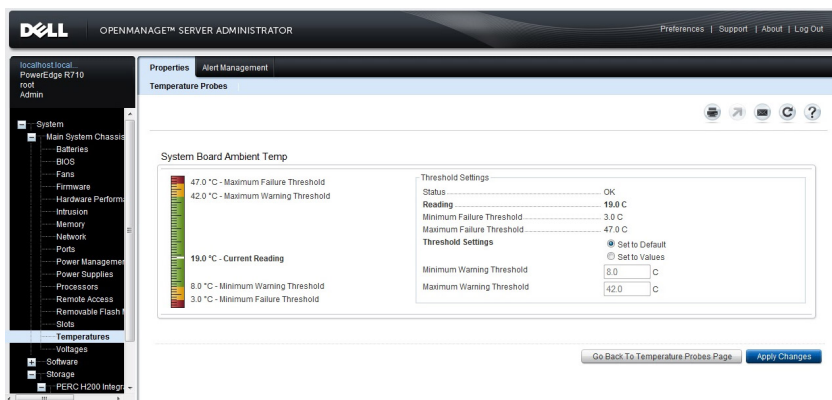 DELL
OPENMANAGE™ SERVER ADMINISTRATOR
Preferences | Support | About | Log Out
localhost.local...
PowerEdge R710
root
Admin
Properties
Alert Management
Temperature Probes
System
Main System Chassis
Batteries
BIOS
Fans
Firmware
Hardware Performa
Intrusion
Memory
Network
Ports
Power Managemer
Power Supplies
Processors
Remote Access
Removable Flash
Slots
Temperatures
Voltages
Software
Storage
PERC H200 Integra
System Board Ambient Temp
47.0 °C - Maximum Failure Threshold
42.0 °C - Maximum Warning Threshold
19.0 °C - Current Reading
8.0 °C - Minimum Warning Threshold
3.0 °C - Minimum Failure Threshold
Threshold Settings
Status OK
Reading 19.0 C
Minimum Failure Threshold 3.0 C
Maximum Failure Threshold 47.0 C
Threshold Settings Set to Default
Set to Values
Minimum Warning Threshold 8.0 C
Maximum Warning Threshold 42.0 C
Go Back To Temperature Probes Page
Apply Changes